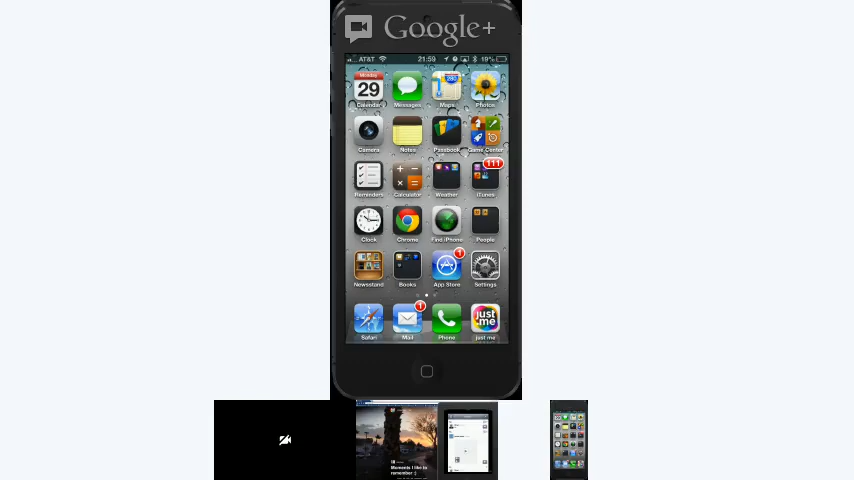 Google+
AT&T 21:59 19%
Monday
29 280
Calendar Messages Maps Photos
Camera Notes Passbook Game Center
111
Reminders Calculator Weather iTunes
Clock Chrome Find iPhone People
1
Newsstand Books App Store Settings
1
just me
Safari Mail Phone just me
Moments I like to
remember :)